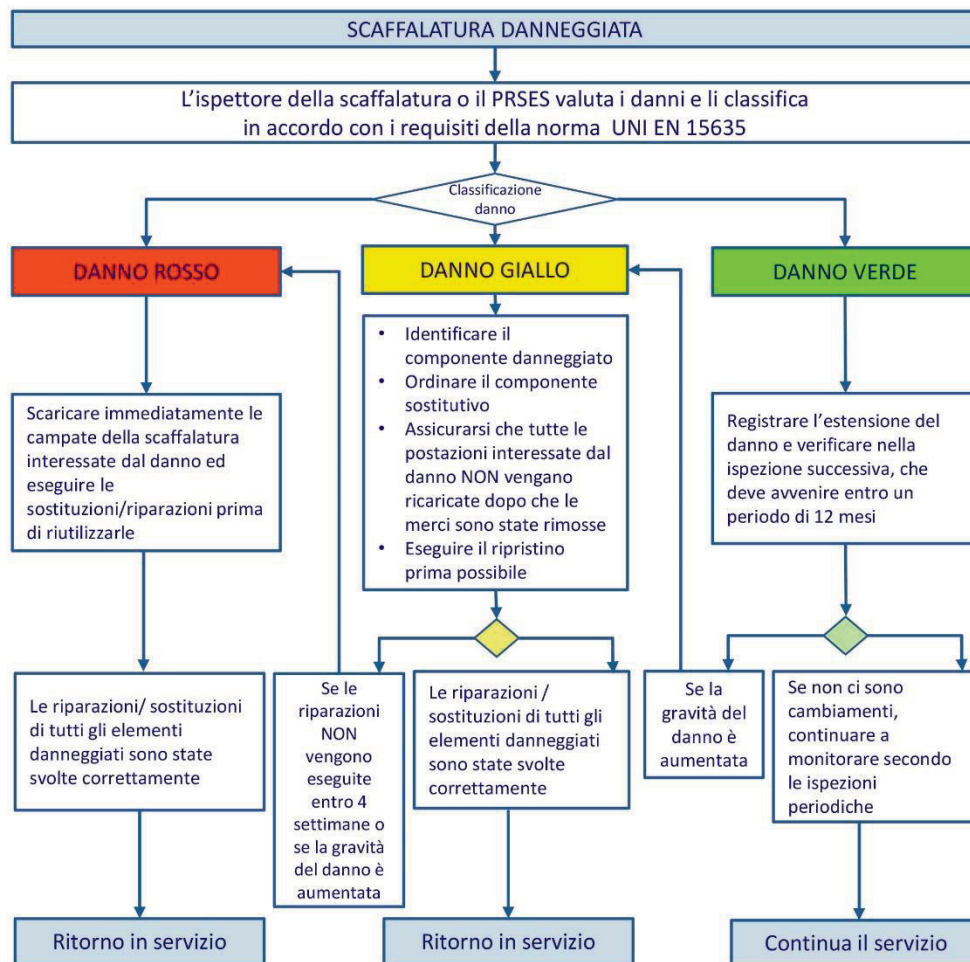 SCAFFALATURA DANNEGGIATA
L'ispettore della scaffalatura o il PRSES valuta i danni e li classifica
in accordo con i requisiti della norma UNI EN 15635
Classificazione
danno
DANNO ROSSO
DANNO GIALLO
DANNO VERDE
Scaricare immediatamente le
campate della scaffalatura
interessate dal danno ed
eseguire le
sostituzioni/riparazioni prima
di riutilizzarle
• Identificare il
componente danneggiato
• Ordinare il componente
sostitutivo
• Assicurarsi che tutte le
postazioni interessate dal
danno NON vengano
ricaricate dopo che le
merci sono state rimosse
• Eseguire il ripristino
prima possibile
Registrare l'estensione del
danno e verificare nella
ispezione successiva, che
deve avvenire entro un
periodo di 12 mesi
Le riparazioni/ sostituzioni
di tutti gli elementi
danneggiati sono state
svolte correttamente
Se le
riparazioni
NON
vengono
eseguite
entro 4
settimane o
se la gravità
del danno è
aumentata
Le riparazioni /
sostituzioni di tutti gli
elementi danneggiati
sono state svolte
correttamente
Se la
gravità del
danno è
aumentata
Se non ci sono
cambiamenti,
continuare a
monitorare secondo
le ispezioni
periodiche
Ritorno in servizio
Ritorno in servizio
Continua il servizio